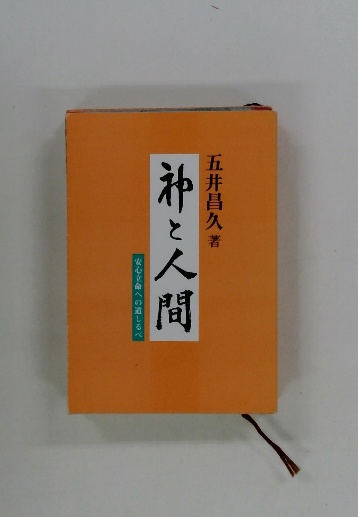 五井昌久 著
神と人間
安心立命への道しるべ